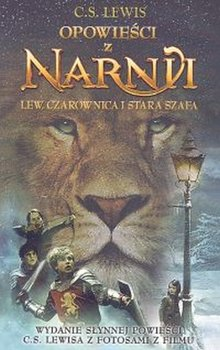 C.S. LEWIS
OPOWIEŚCI
Z
NARNII
LEW, CZAROWNICA I STARA SZAFA
WYDANIE SŁYNNEJ POWIEŚCI
C.S. LEWISA Z FOTOSAMI Z FILMU